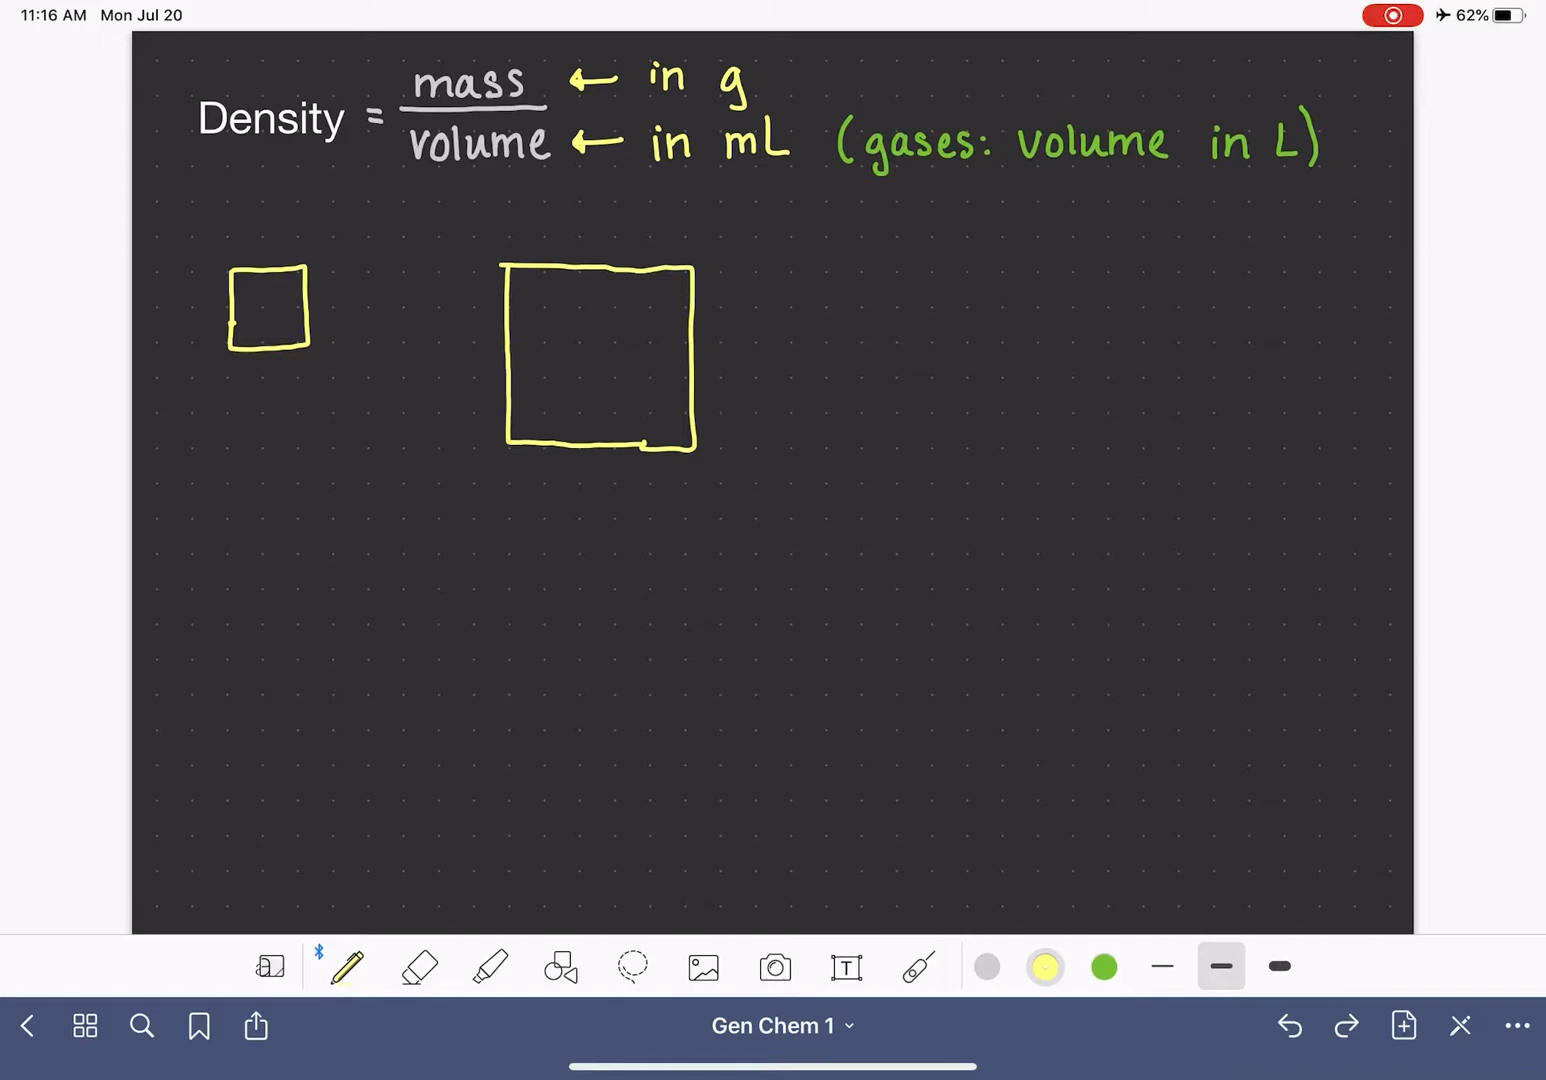 11:16 AM Mon Jul 20
62%
Density = mass ← in g
volume ← in mL (gases: volume in L)
T
Gen Chem 1